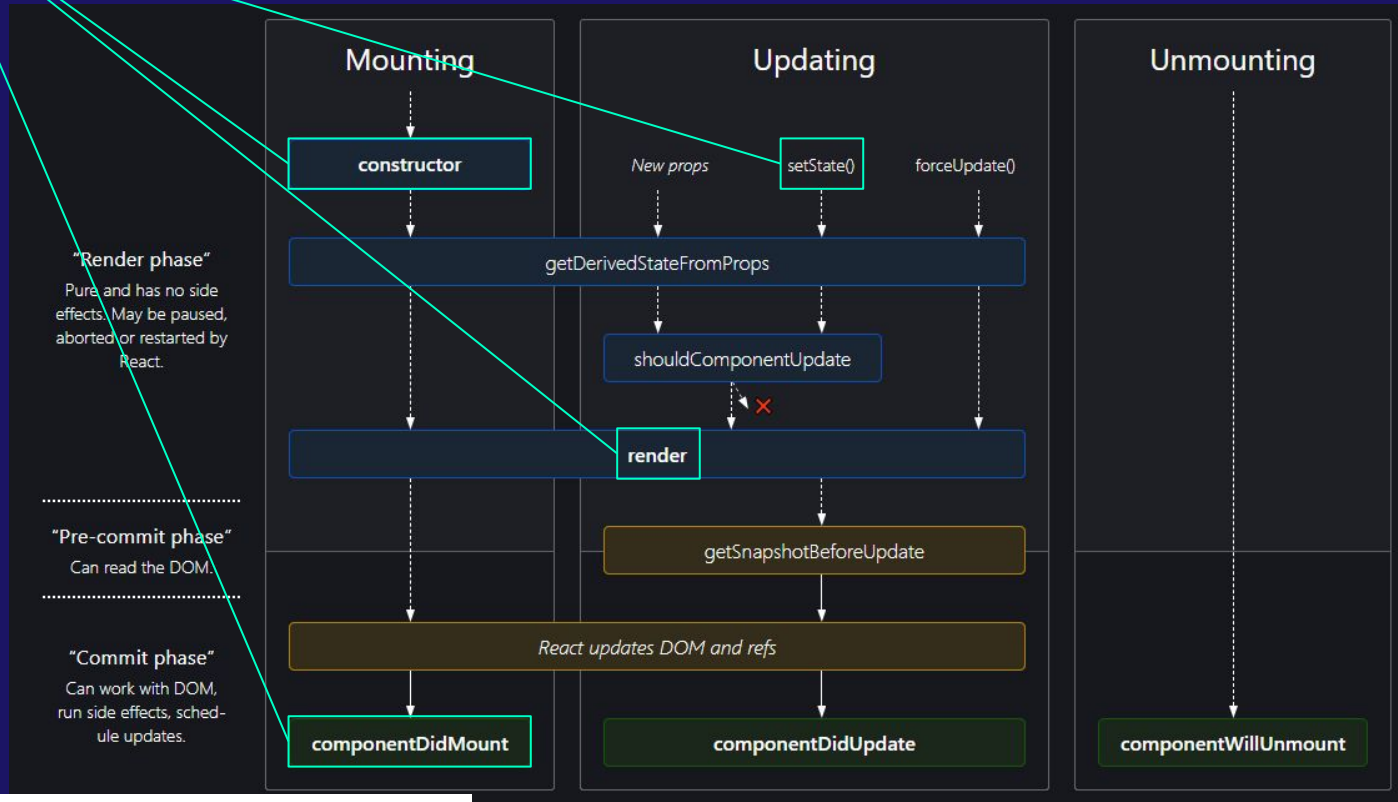 Mounting
Updating
Unmounting
constructor
New props
setState()
forceUpdate()
"Render phase"
Pure and has no side
effects. May be paused,
aborted or restarted by
React.
getDerivedStateFromProps
shouldComponentUpdate
render
"Pre-commit phase"
Can read the DOM.
getSnapshotBeforeUpdate
"Commit phase"
Can work with DOM,
run side effects, sched-
ule updates.
React updates DOM and refs
componentDidMount
componentDidUpdate
componentWillUnmount